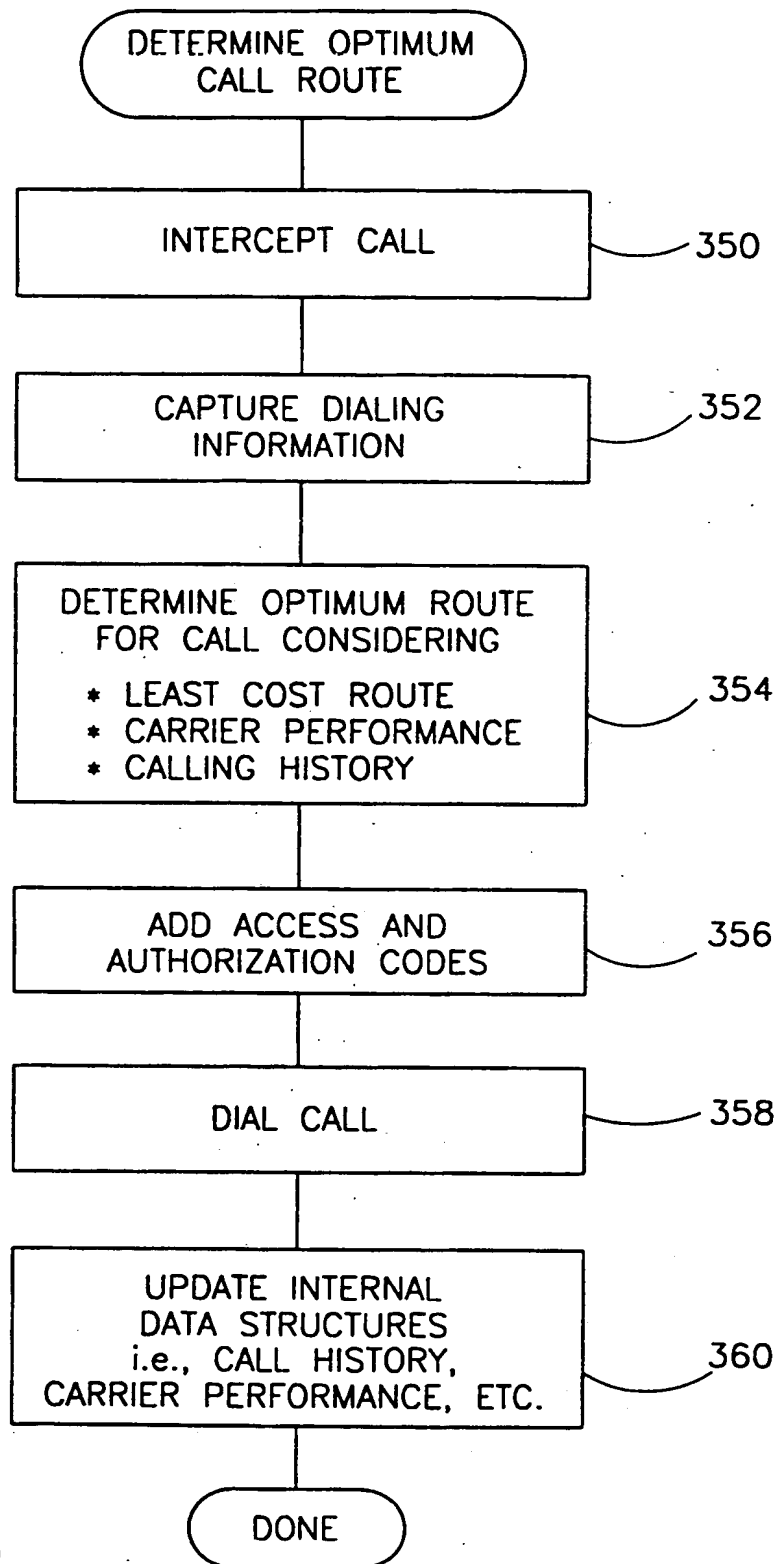 DETERMINE OPTIMUM
CALL ROUTE
INTERCEPT CALL
350
CAPTURE DIALING
INFORMATION
352
DETERMINE OPTIMUM ROUTE
FOR CALL CONSIDERING
* LEAST COST ROUTE
* CARRIER PERFORMANCE
* CALLING HISTORY
354
ADD ACCESS AND
AUTHORIZATION CODES
356
DIAL CALL
358
UPDATE INTERNAL
DATA STRUCTURES
i.e., CALL HISTORY,
CARRIER PERFORMANCE, ETC.
360
DONE